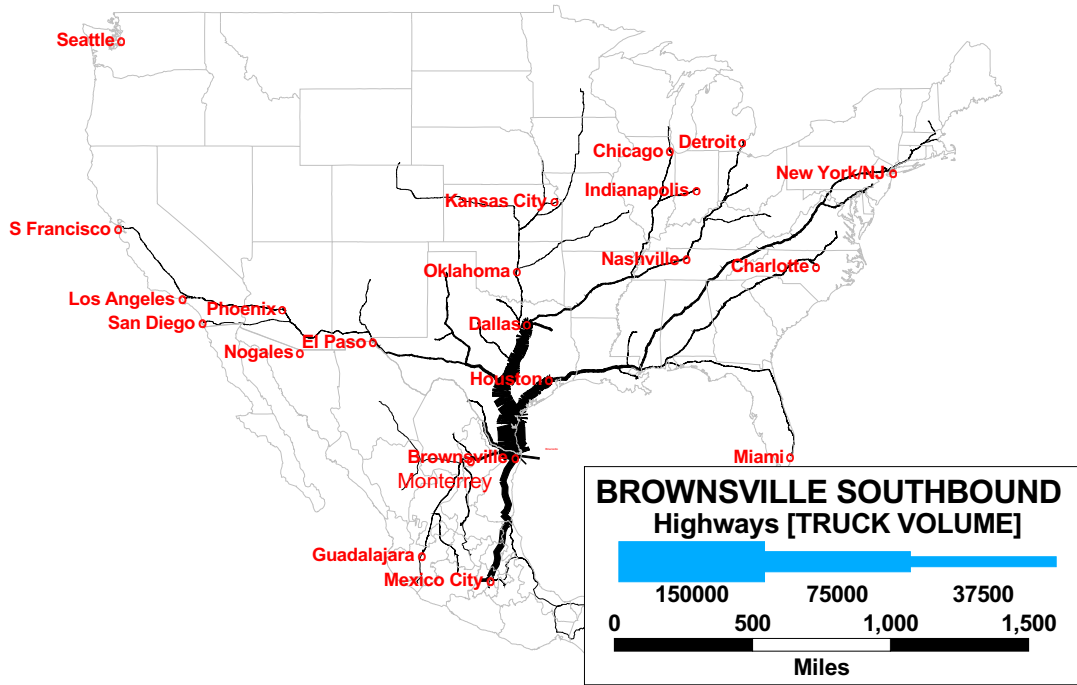 Seattle
Detroit
Chicago
New York/NJ
Indianapolis
Kansas City
S Francisco
Nashville
Charlotte
Oklahoma
Los Angeles
Phoenix
San Diego
Dallas
El Paso
Nogales
Houston
Brownsville
Miami
Monterrey
Guadalajara
Mexico City
BROWNSVILLE SOUTHBOUND
Highways [TRUCK VOLUME]
150000 75000 37500
0 500 1,000 1,500
Miles